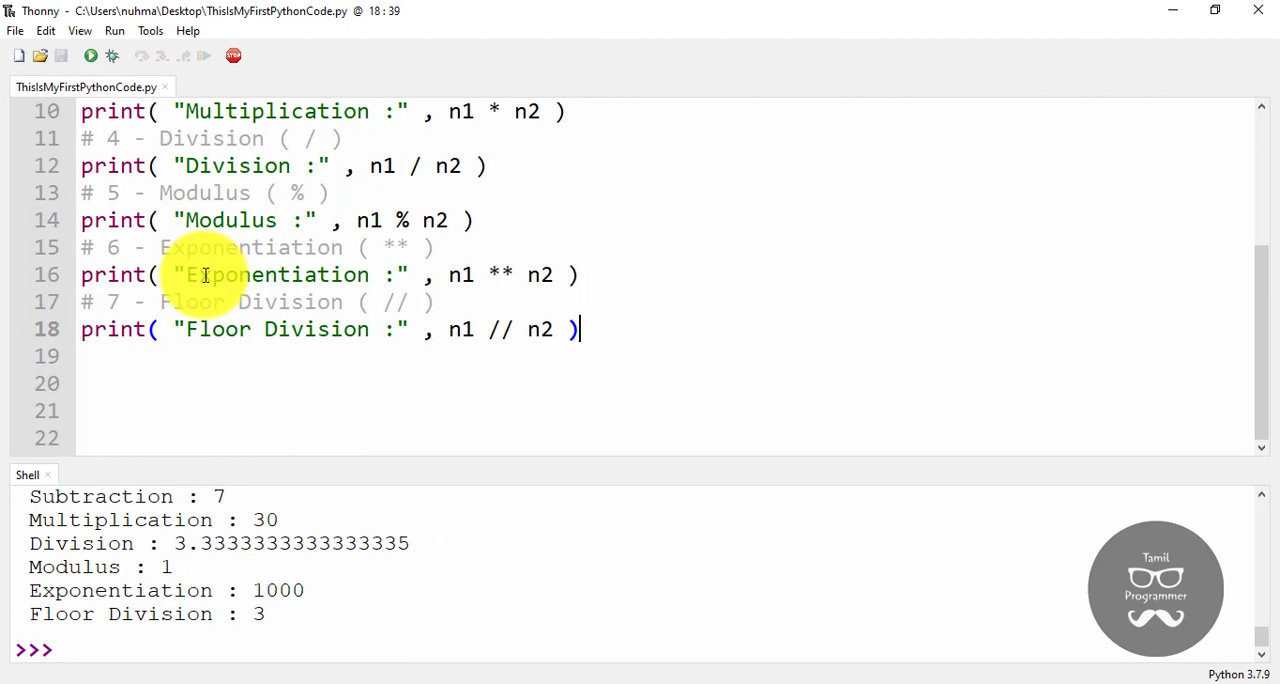 Thonny - C:\Users\nuhma\Desktop\ThisIsMyFirstPythonCode.py @ 18 : 39
File Edit View Run Tools Help
STOP
ThisIsMyFirstPythonCode.py ×
10 print( "Multiplication :" , n1 * n2 )
11 # 4 - Division ( / )
12 print( "Division :" , n1 / n2 )
13 # 5 - Modulus ( % )
14 print( "Modulus :" , n1 % n2 )
15 # 6 - Exponentiation ( ** )
16 print( "Exponentiation :" , n1 ** n2 )
17 # 7 - Floor Division ( // )
18 print( "Floor Division :" , n1 // n2 )
19
20
21
22
Shell ×
Subtraction : 7
Multiplication : 30
Division : 3.3333333333333335
Modulus : 1
Exponentiation : 1000
Floor Division : 3
>>>
Tamil
Programmer
Python 3.7.9